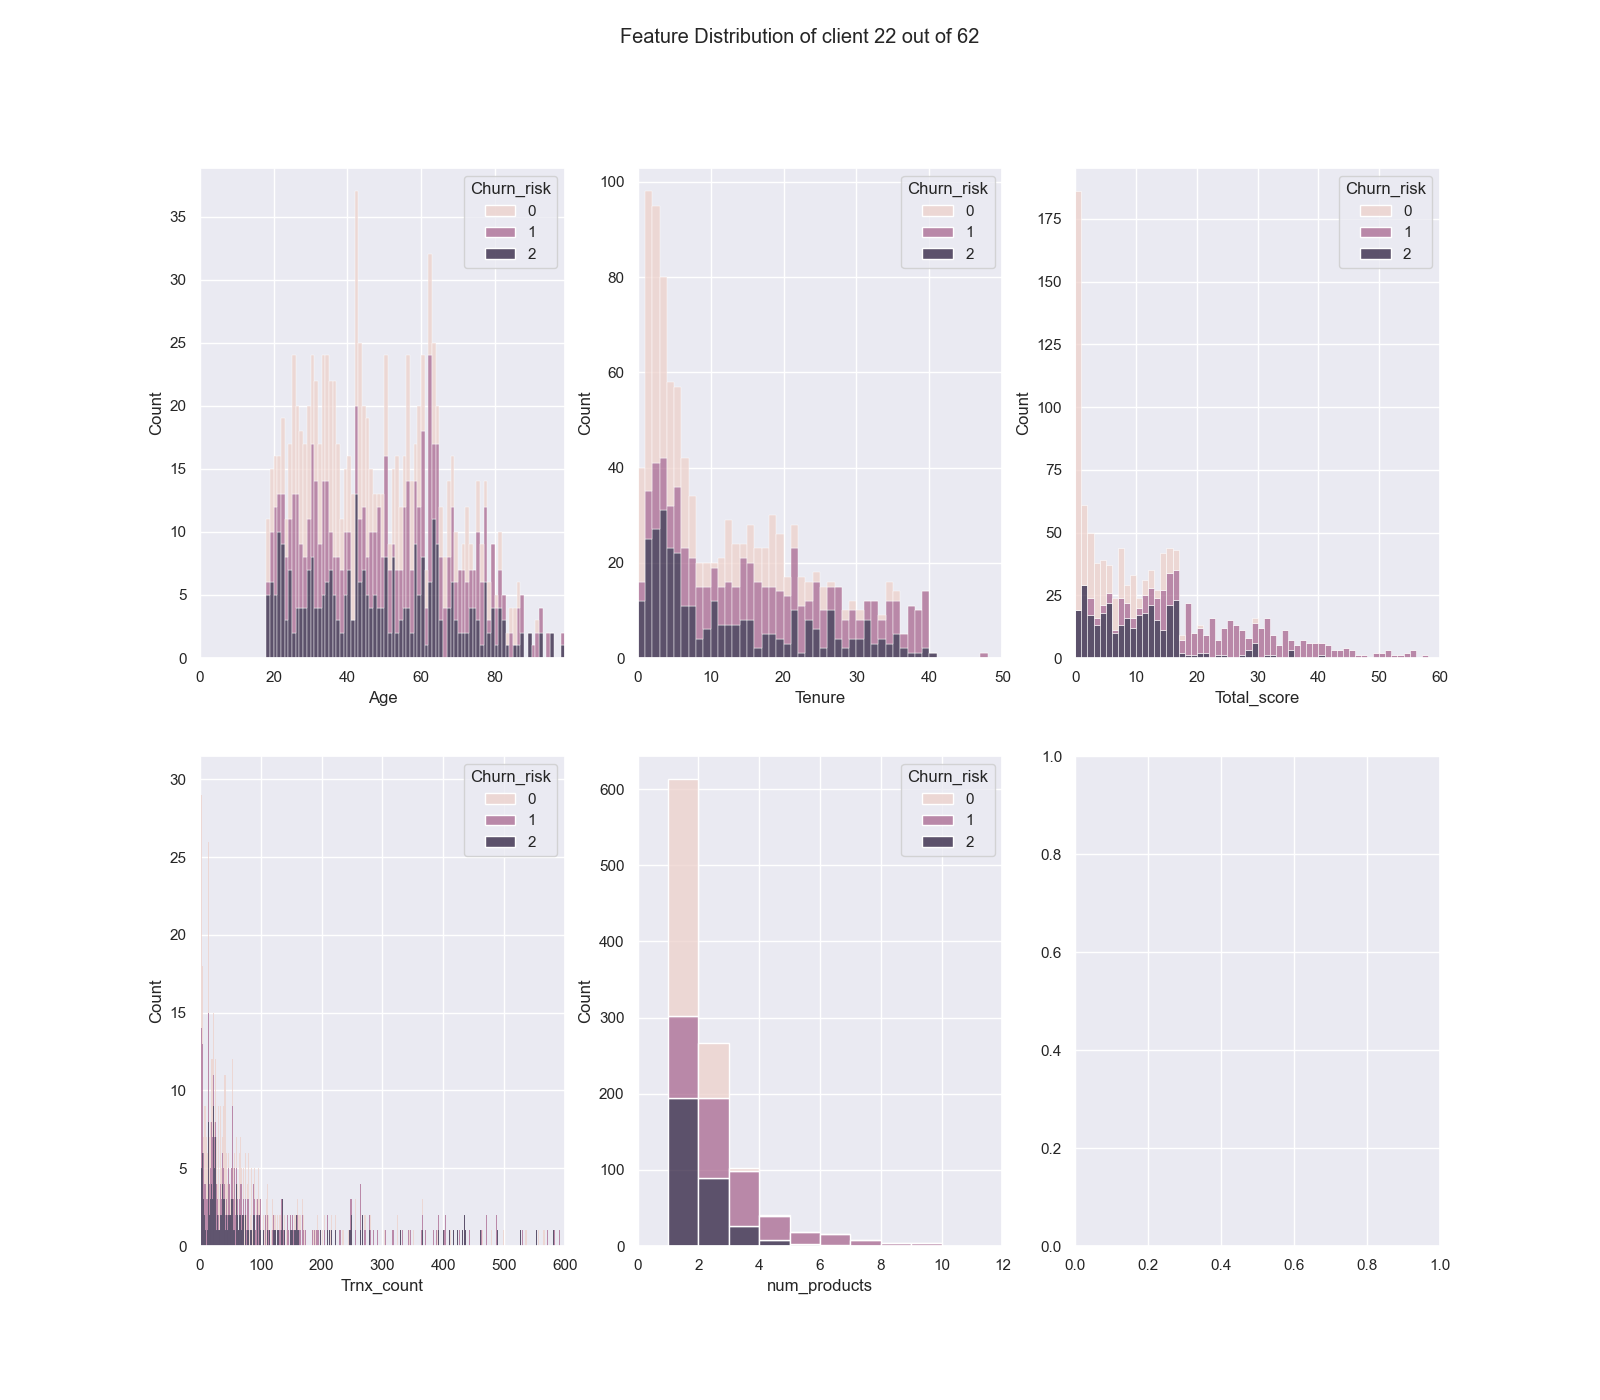 Feature Distribution of client 22 out of 62
Count
35
30
25
20
15
10
5
0
Churn_risk
0
1
2
0 20 40 60 80
Age
Count
100
80
60
40
20
0
Churn_risk
0
1
2
0 10 20 30 40 50
Tenure
Count
175
150
125
100
75
50
25
0
Churn_risk
0
1
2
0 10 20 30 40 50 60
Total_score
Count
30
25
20
15
10
5
0
Churn_risk
0
1
2
0 100 200 300 400 500 600
Trnx_count
Count
600
500
400
300
200
100
0
Churn_risk
0
1
2
0 2 4 6 8 10 12
num_products
1.0
0.8
0.6
0.4
0.2
0.0
0.0 0.2 0.4 0.6 0.8 1.0